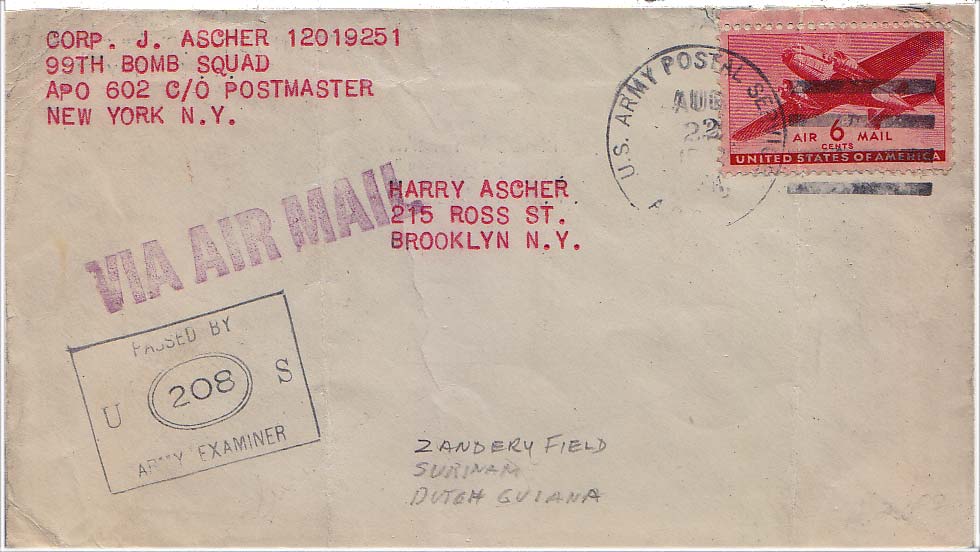 CORP. J. ASCHER 12019251
99TH BOMB SQUAD
APO 602 C/O POSTMASTER
NEW YORK N.Y.
U.S. ARMY POSTAL SERVICE
AUG
22
AIR 6 MAIL
CENTS
UNITED STATES OF AMERICA
HARRY ASCHER
215 ROSS ST.
BROOKLYN N.Y.
VIA AIR MAIL
PASSED BY
U 208 S
ARMY EXAMINER
ZANDERY FIELD
SURINAM
DUTCH GUIANA